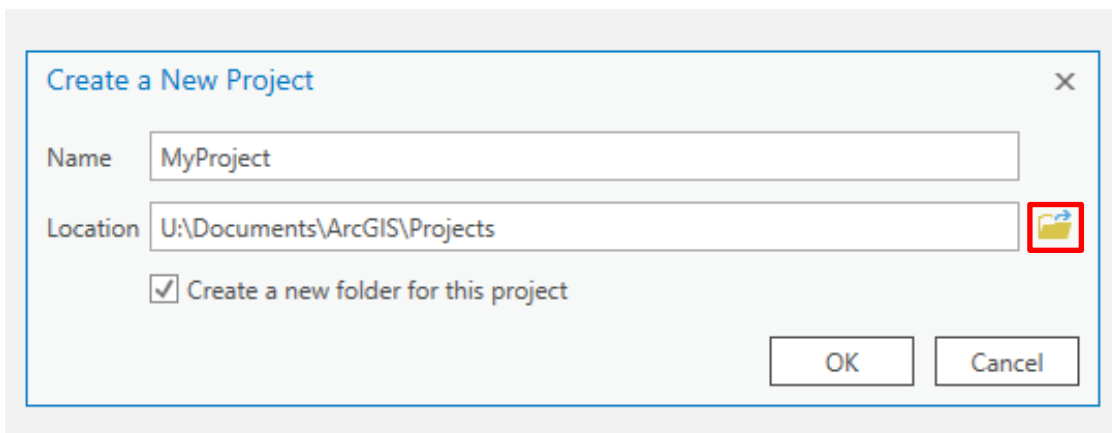 Create a New Project
Name MyProject
Location U:\Documents\ArcGIS\Projects
Create a new folder for this project
OK Cancel